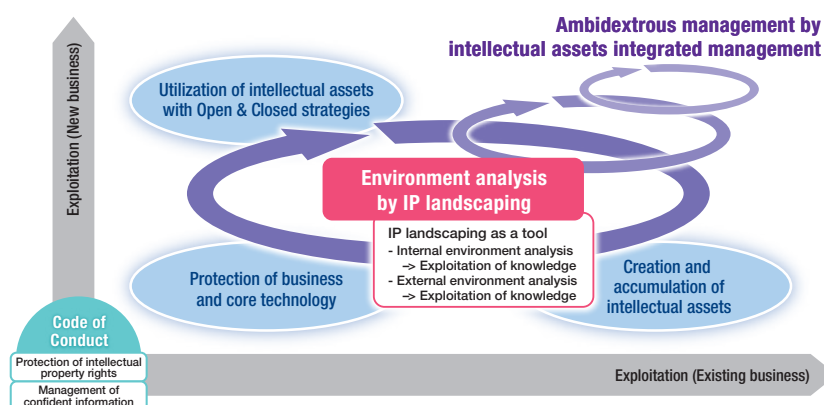 Ambidextrous management by
intellectual assets integrated management
Exploitation (New business)
Utilization of intellectual assets
with Open & Closed strategies
Environment analysis
by IP landscaping
IP landscaping as a tool
- Internal environment analysis
–> Exploitation of knowledge
- External environment analysis
–> Exploitation of knowledge
Protection of business
and core technology
Creation and
accumulation of
intellectual assets
Code of
Conduct
Protection of intellectual
property rights
Management of
confident information
Exploitation (Existing business)